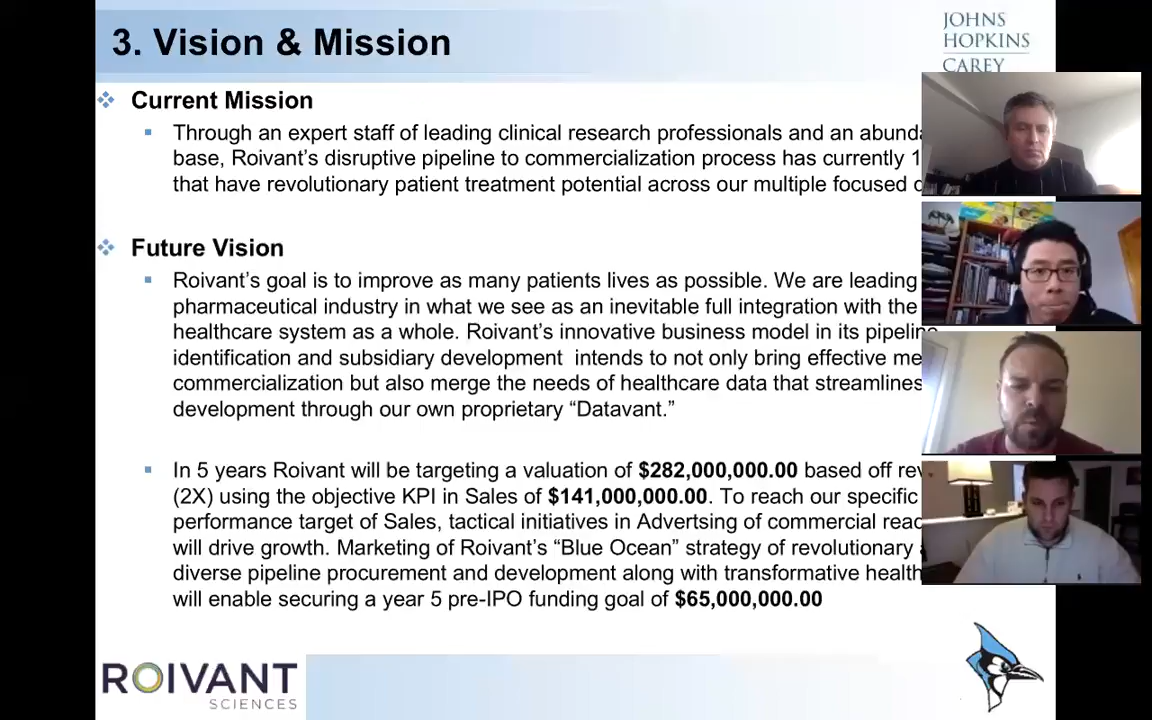 3. Vision & Mission
JOHNS
HOPKINS
CAREY
Current Mission
Through an expert staff of leading clinical research professionals and an
base, Roivant's disruptive pipeline to commercialization process has currently
that have revolutionary patient treatment potential across our multiple focused
Future Vision
Roivant's goal is to improve as many patients lives as possible. We are leading
pharmaceutical industry in what we see as an inevitable full integration with the
healthcare system as a whole. Roivant's innovative business model in its pipeline
identification and subsidiary development intends to not only bring effective
commercialization but also merge the needs of healthcare data that streamlines
development through our own proprietary “Datavant.”
In 5 years Roivant will be targeting a valuation of $282,000,000.00 based off
(2X) using the objective KPI in Sales of $141,000,000.00. To reach our specific
performance target of Sales, tactical initiatives in Advertsing of commercial
will drive growth. Marketing of Roivant's “Blue Ocean” strategy of revolutionary
diverse pipeline procurement and development along with transformative
will enable securing a year 5 pre-IPO funding goal of $65,000,000.00
ROIVANT
SCIENCES